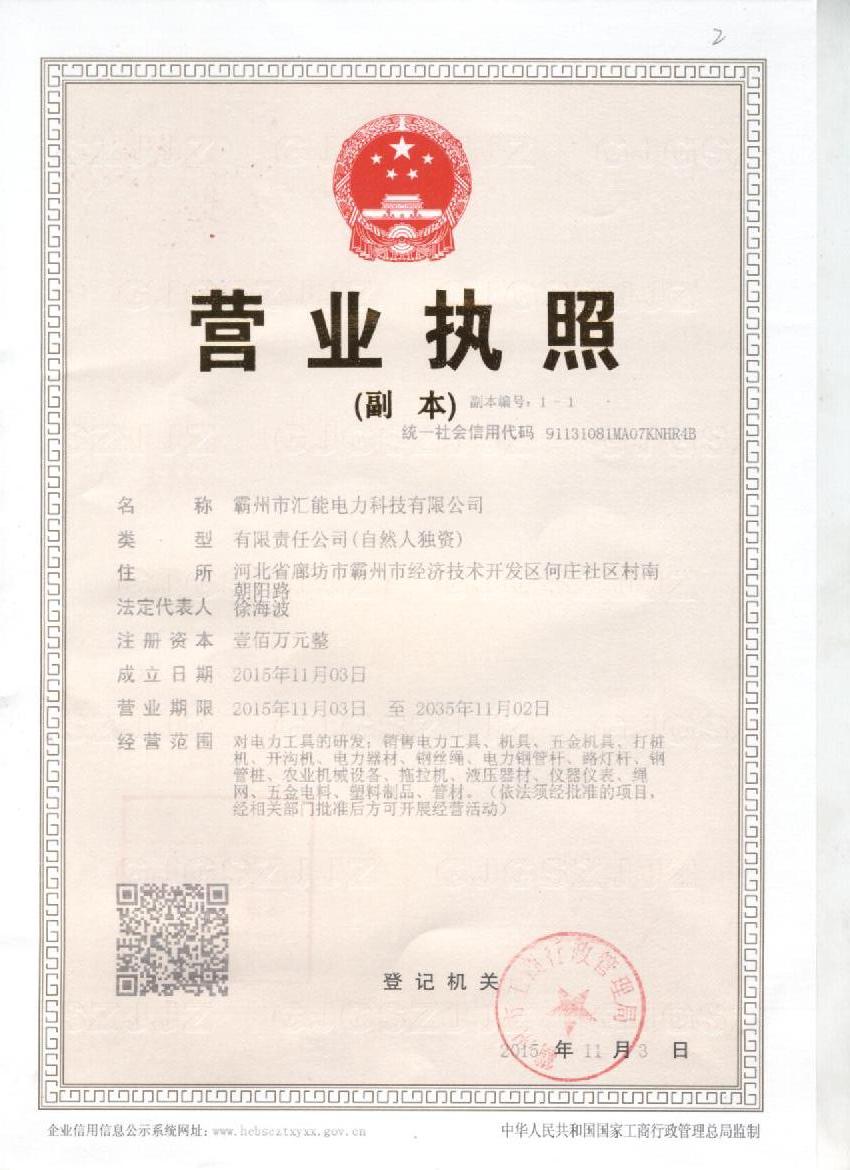 2
营业执照
(副 本) 副本编号：1－1
统一社会信用代码 91131081MA07KNHR4B
名 称 霸州市汇能电力科技有限公司
类 型 有限责任公司(自然人独资)
住 所 河北省廊坊市霸州市经济技术开发区何庄社区村南
朝阳路
法定代表人 徐海波
注册资本 壹佰万元整
成立日期 2015年11月03日
营业期限 2015年11月03日 至 2035年11月02日
经营范围 对电力工具的研发；销售电力工具、机具、五金机具、打桩
机、开沟机、电力器材、钢丝绳、电力钢管杆、路灯杆、钢
管桩、农业机械设备、拖拉机、液压器材、仪器仪表、绳
网、五金电料、塑料制品、管材。（依法须经批准的项目，
经相关部门批准后方可开展经营活动）
登记机关
市工商行政管理局
2015年 11 月 3 日
企业信用信息公示系统网址：www.hebscztxyxx.gov.cn
中华人民共和国国家工商行政管理总局监制